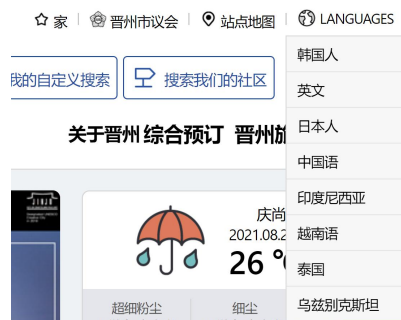 家 晋州市议会 站点地图 LANGUAGES
我的自定义搜索 搜索我们的社区
关于晋州 综合预订 晋州旅
韩国人
英文
日本人
中国语
印度尼西亚
越南语
泰国
乌兹别克斯坦
JINJU
庆尚
2021.08.2
26 °
超细粉尘 细尘